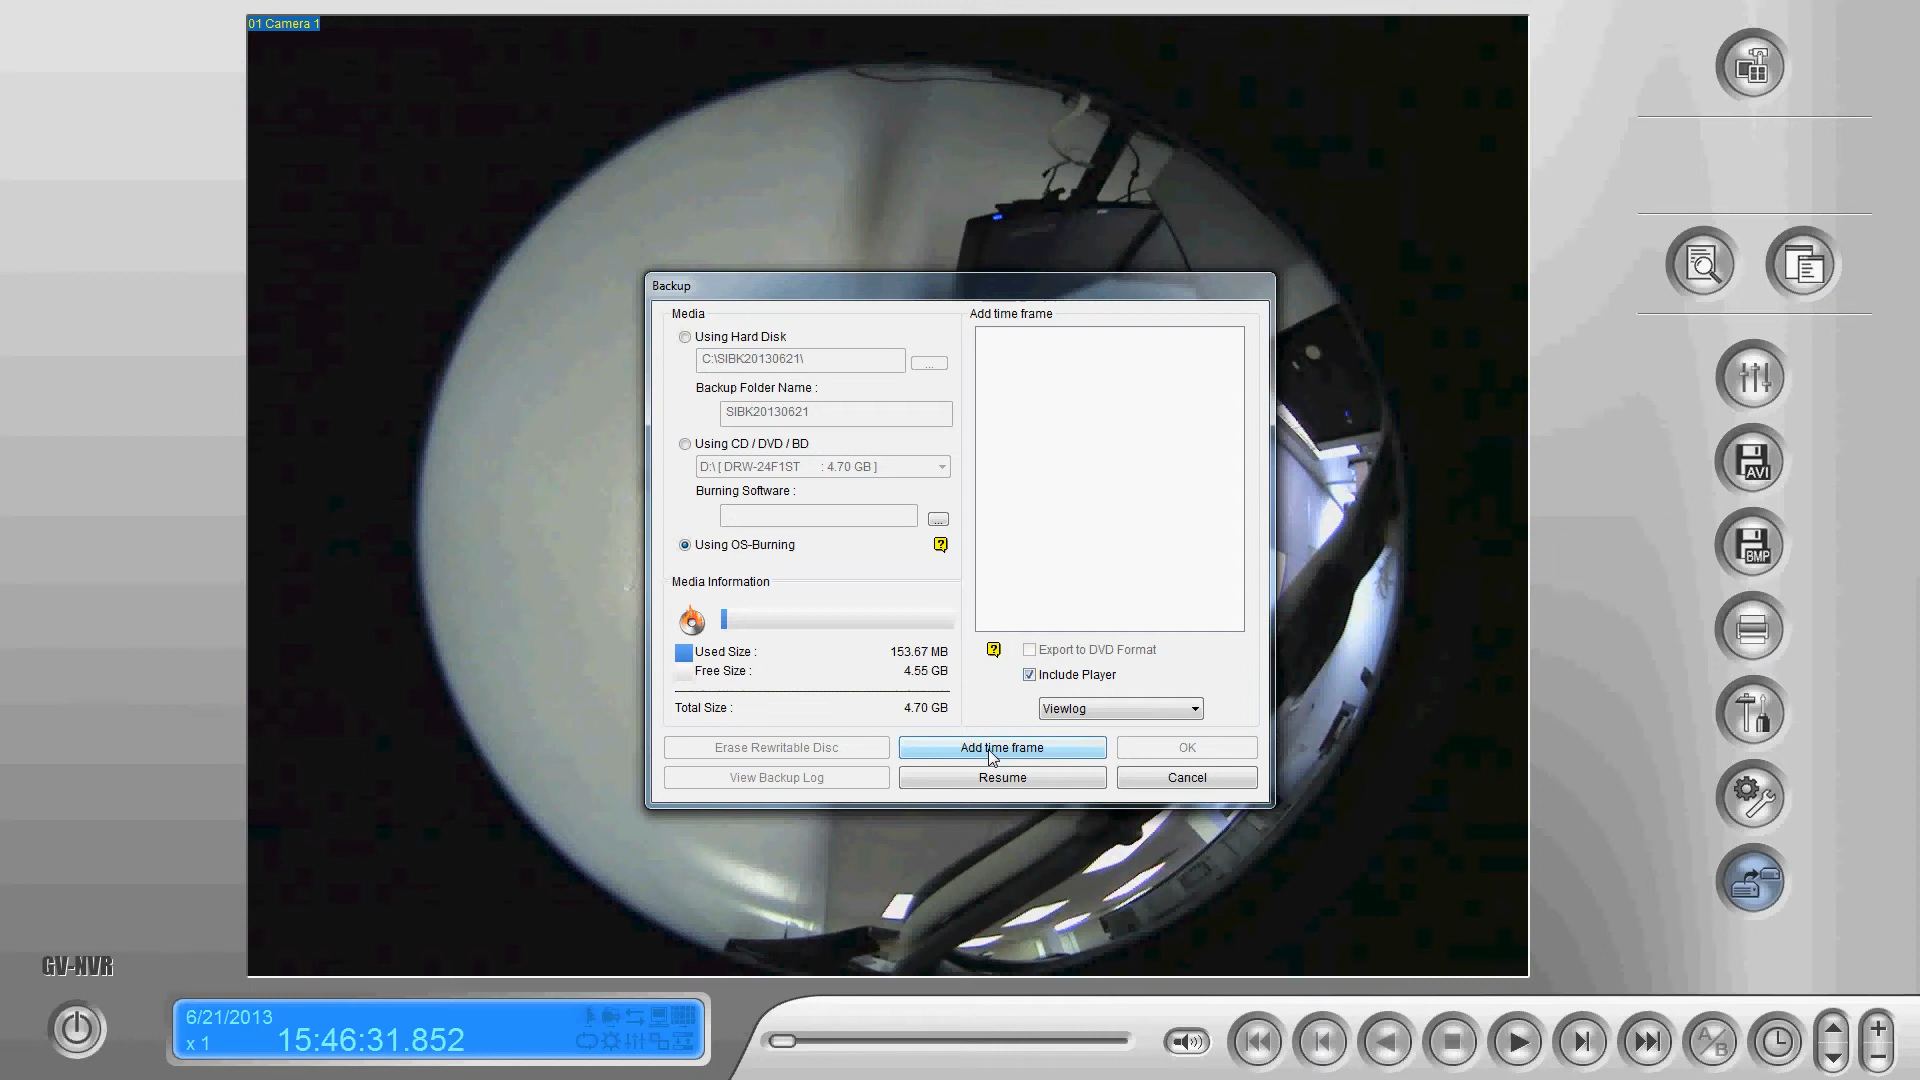 01 Camera 1
Backup
Media
Using Hard Disk
C:\SIBK20130621\
...
Backup Folder Name :
SIBK20130621
Using CD / DVD / BD
D:\ [ DRW-24F1ST : 4.70 GB ]
Burning Software :
...
Using OS-Burning
?
Media Information
Used Size : 153.67 MB
Free Size : 4.55 GB
Total Size : 4.70 GB
Add time frame
?
Export to DVD Format
Include Player
Viewlog
Erase Rewritable Disc
Add time frame
OK
View Backup Log
Resume
Cancel
AVI
BMP
GV-NVR
6/21/2013
x 1 15:46:31.852
A/B